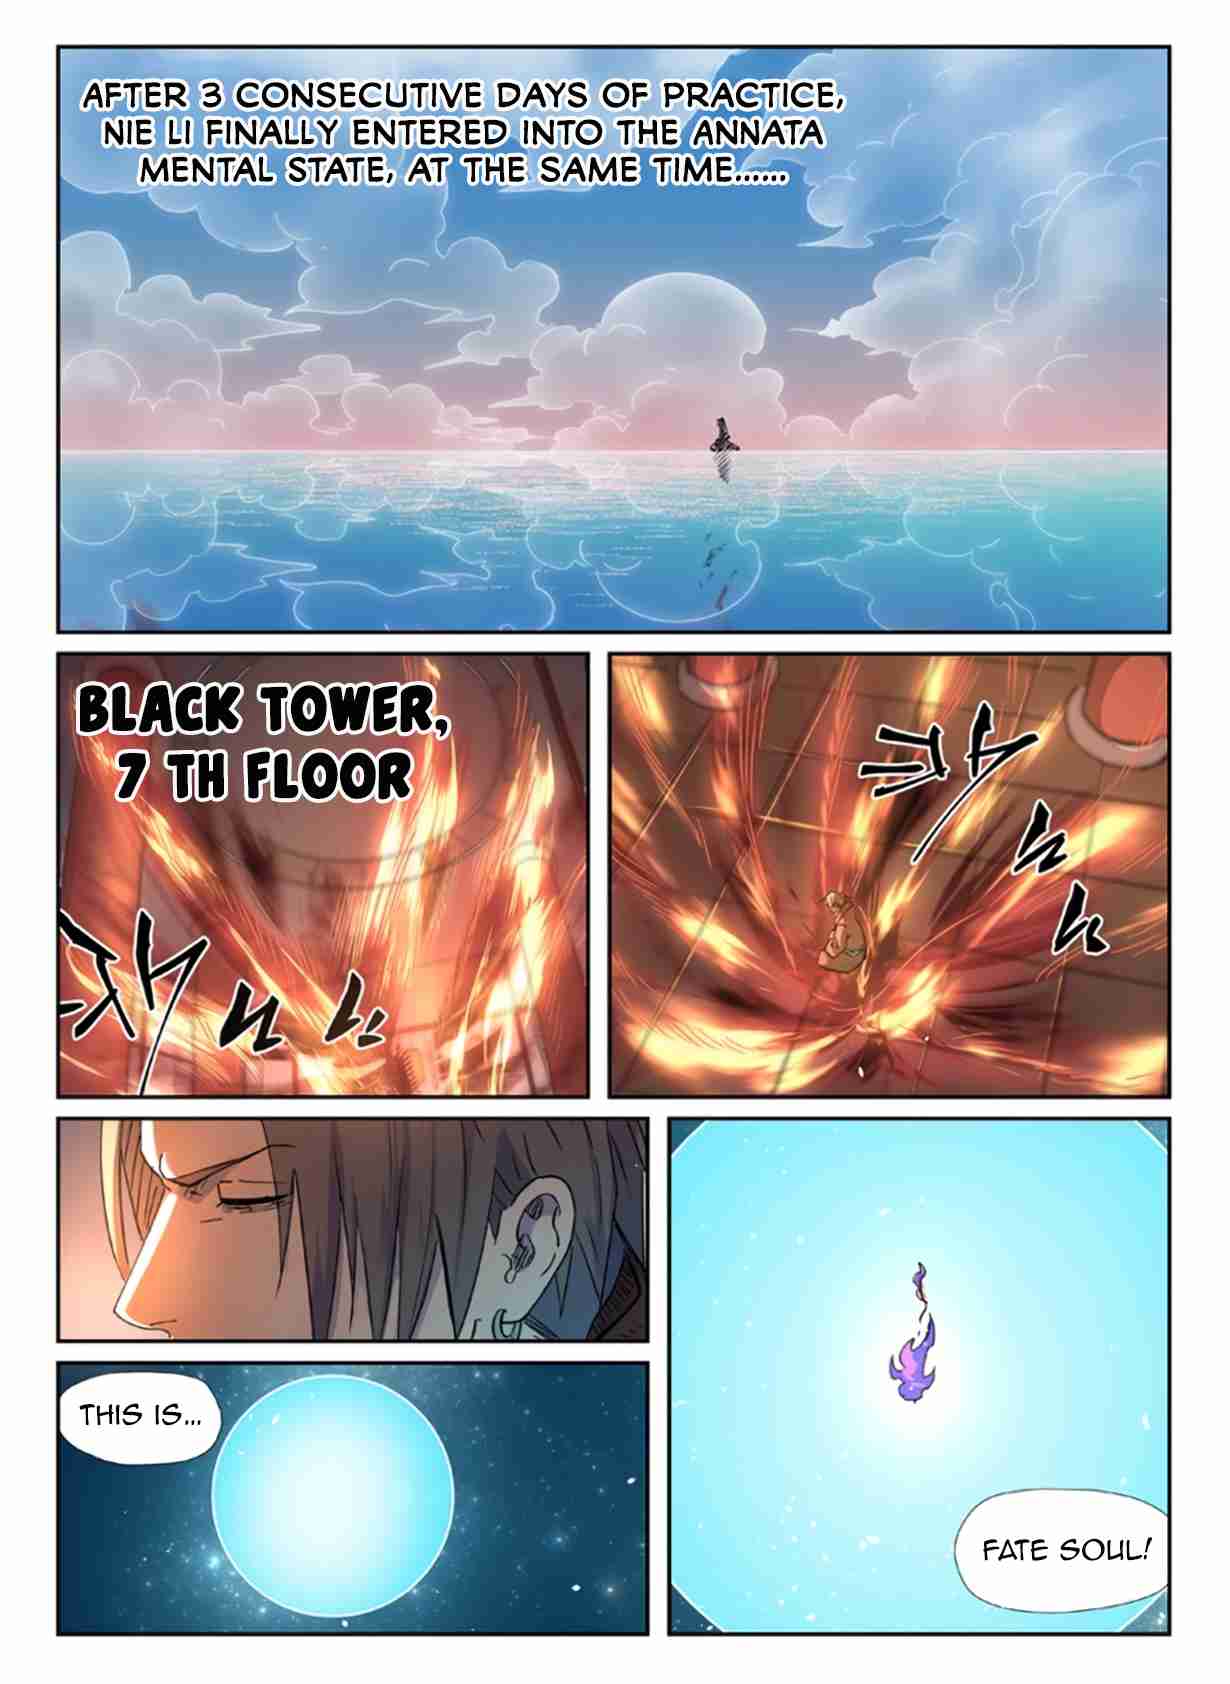 AFTER 3 CONSECUTIVE DAYS OF PRACTICE,
NIE LI FINALLY ENTERED INTO THE ANNATA
MENTAL STATE, AT THE SAME TIME......
BLACK TOWER,
7 TH FLOOR
THIS IS...
FATE SOUL!